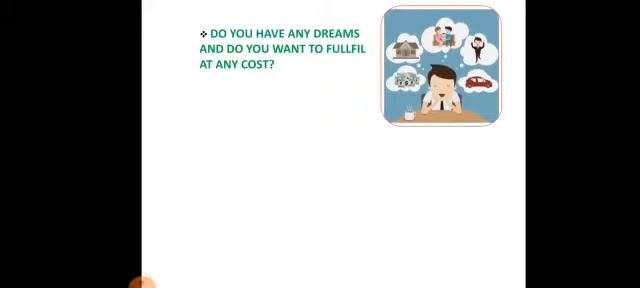 ❖ DO YOU HAVE ANY DREAMS
AND DO YOU WANT TO FULLFIL
AT ANY COST?